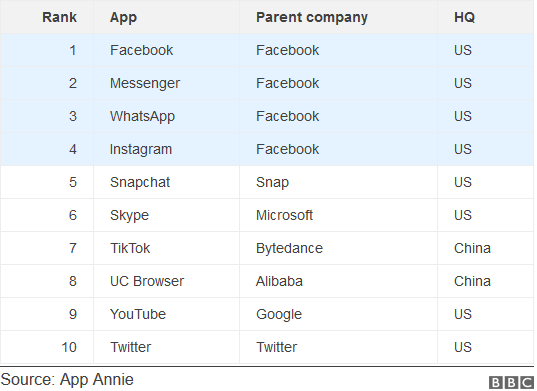 Rank App Parent company HQ
1 Facebook Facebook US
2 Messenger Facebook US
3 WhatsApp Facebook US
4 Instagram Facebook US
5 Snapchat Snap US
6 Skype Microsoft US
7 TikTok Bytedance China
8 UC Browser Alibaba China
9 YouTube Google US
10 Twitter Twitter US
Source: App Annie BBC